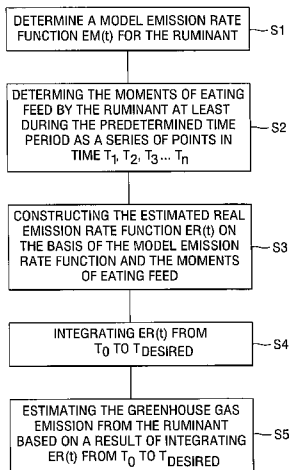 DETERMINE A MODEL EMISSION RATE
FUNCTION EM(t) FOR THE RUMINANT
S1
DETERMING THE MOMENTS OF EATING
FEED BY THE RUMINANT AT LEAST
DURING THE PREDETERMINED TIME
PERIOD AS A SERIES OF POINTS IN
TIME T1, T2, T3... Tn
S2
CONSTRUCTING THE ESTIMATED REAL
EMISSION RATE FUNCTION ER(t) ON
THE BASIS OF THE MODEL EMISSION
RATE FUNCTION AND THE MOMENTS
OF EATING FEED
S3
INTEGRATING ER(t) FROM
T0 TO TDESIRED
S4
ESTIMATING THE GREENHOUSE GAS
EMISSION FROM THE RUMINANT
BASED ON A RESULT OF INTEGRATING
ER(t) FROM T0 TO TDESIRED
S5